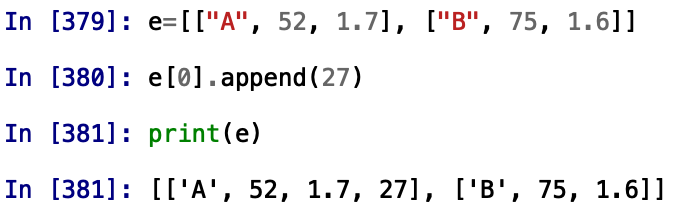 In [379]: e=[["A", 52, 1.7], ["B", 75, 1.6]]
In [380]: e[0].append(27)
In [381]: print(e)
In [381]: [['A', 52, 1.7, 27], ['B', 75, 1.6]]